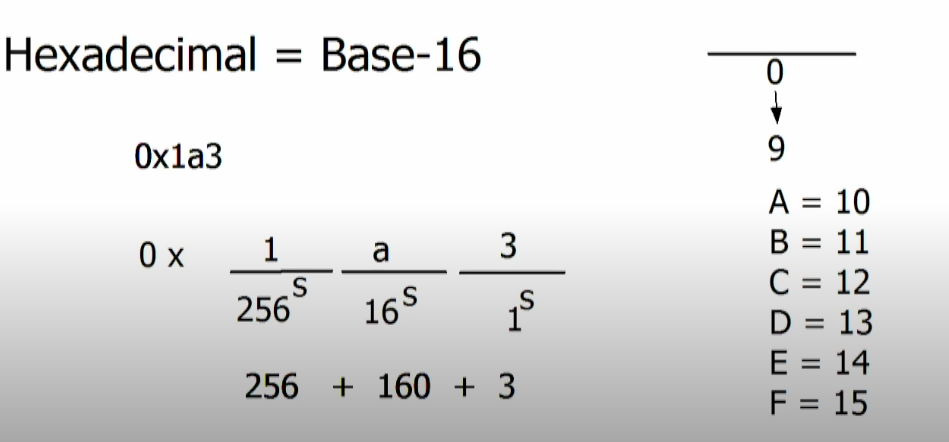 Hexadecimal = Base-16
0x1a3
0 x 1 a 3
256s 16s 1s
256 + 160 + 3
0
9
A = 10
B = 11
C = 12
D = 13
E = 14
F = 15